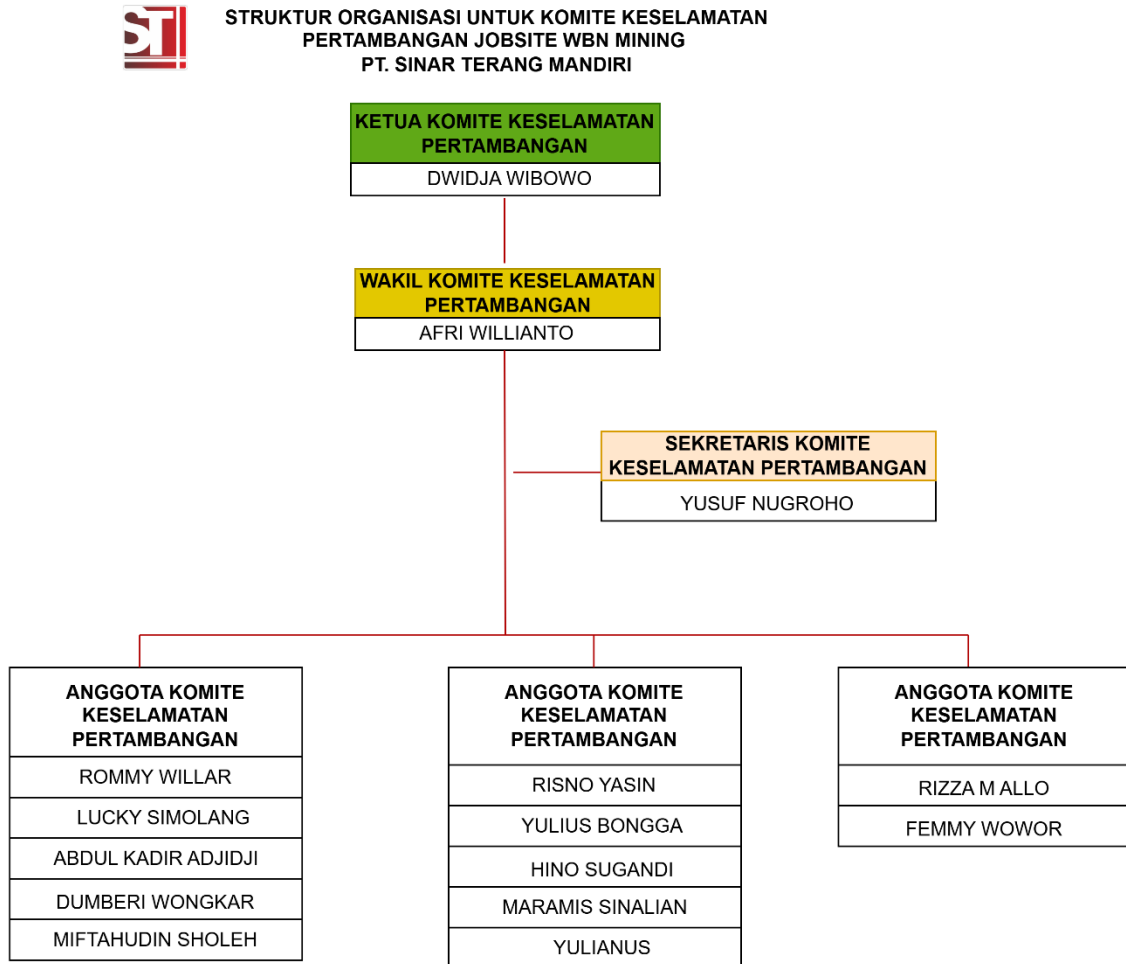 ST
STRUKTUR ORGANISASI UNTUK KOMITE KESELAMATAN
PERTAMBANGAN JOBSITE WBN MINING
PT. SINAR TERANG MANDIRI
KETUA KOMITE KESELAMATAN
PERTAMBANGAN
DWIDJA WIBOWO
WAKIL KOMITE KESELAMATAN
PERTAMBANGAN
AFRI WILLIANTO
SEKRETARIS KOMITE
KESELAMATAN PERTAMBANGAN
YUSUF NUGROHO
ANGGOTA KOMITE
KESELAMATAN
PERTAMBANGAN
ROMMY WILLAR
LUCKY SIMOLANG
ABDUL KADIR ADJIDJI
DUMBERI WONGKAR
MIFTAHUDIN SHOLEH
ANGGOTA KOMITE
KESELAMATAN
PERTAMBANGAN
RISNO YASIN
YULIUS BONGGA
HINO SUGANDI
MARAMIS SINALIAN
YULIANUS
ANGGOTA KOMITE
KESELAMATAN
PERTAMBANGAN
RIZZA M ALLO
FEMMY WOWOR